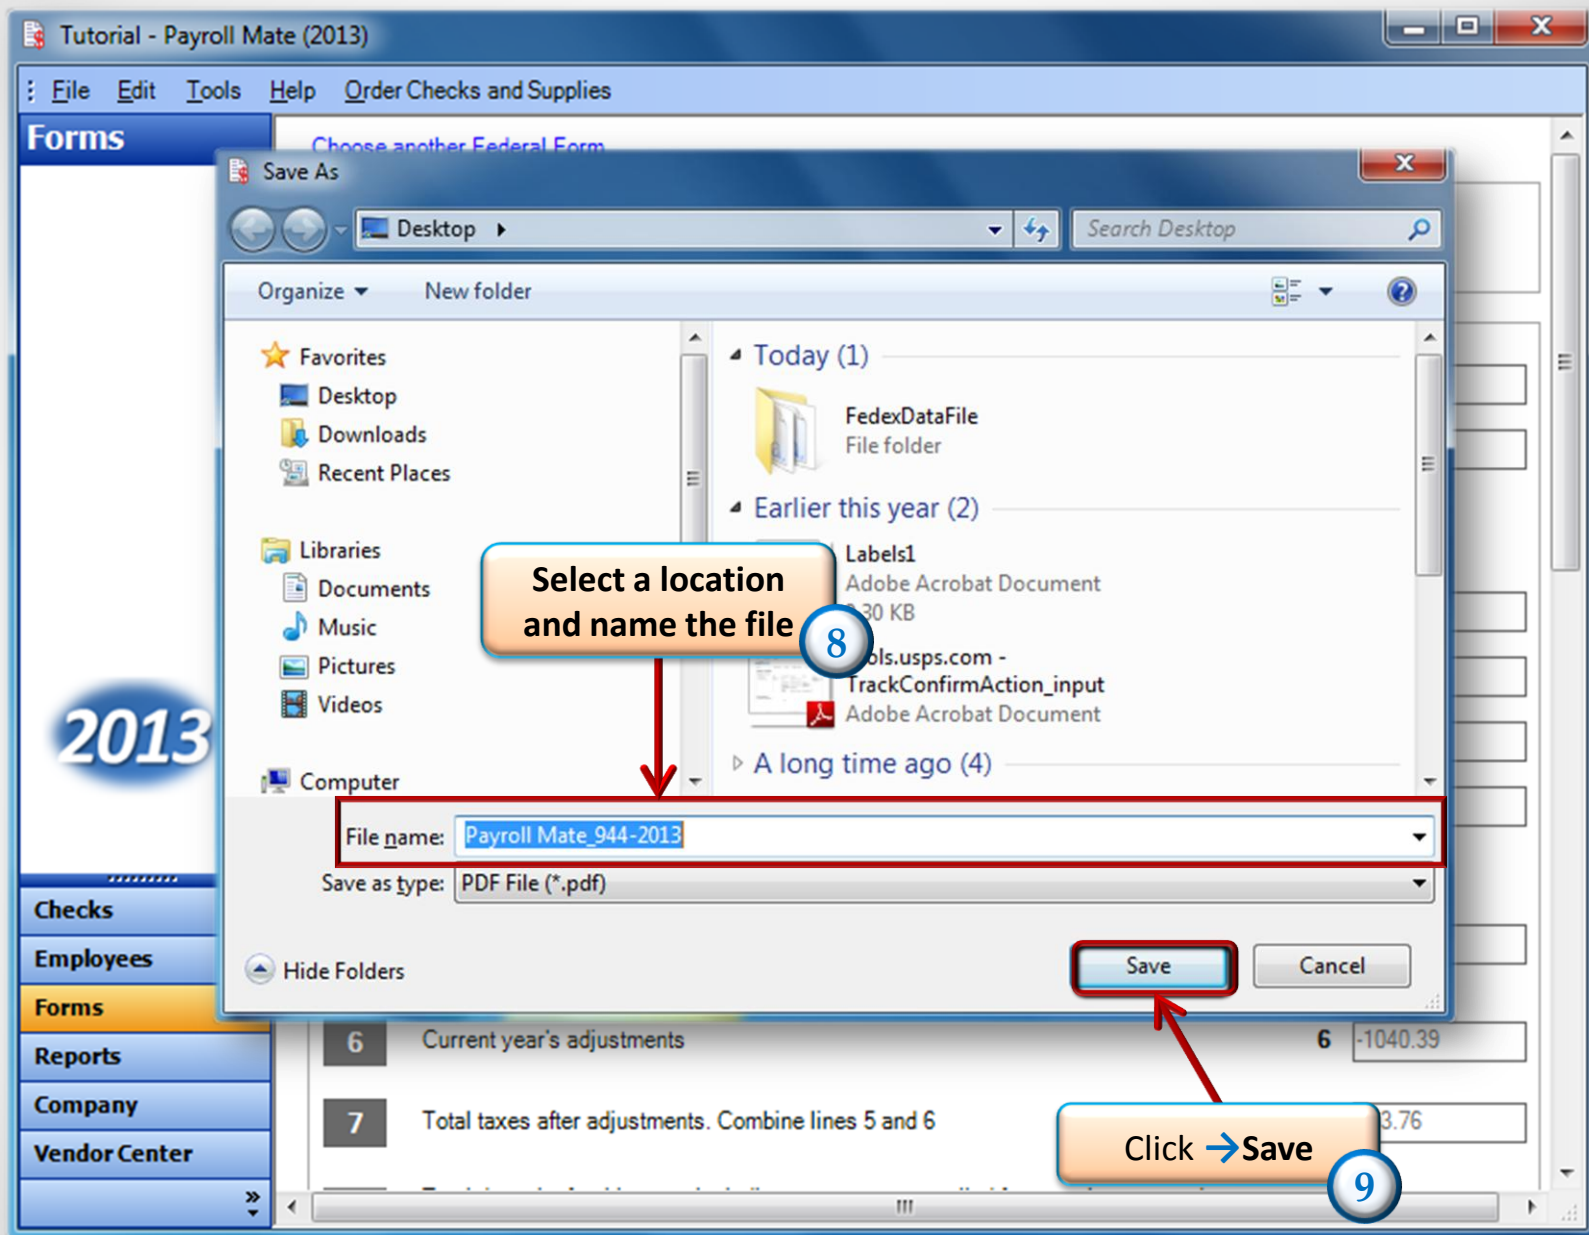 Tutorial - Payroll Mate (2013)
File Edit Tools Help Order Checks and Supplies
Forms
Choose another Federal Form
Save As
Desktop
Search Desktop
Organize
New folder
Favorites
Desktop
Downloads
Recent Places
Libraries
Documents
Music
Pictures
Videos
Computer
Today (1)
FedexDataFile
File folder
Earlier this year (2)
Labels1
Adobe Acrobat Document
30 KB
ols.usps.com -
TrackConfirmAction_input
Adobe Acrobat Document
A long time ago (4)
Select a location
and name the file
8
2013
File name: Payroll Mate_944-2013
Save as type: PDF File (*.pdf)
Hide Folders
Save
Cancel
Checks
Employees
Forms
Reports
Company
Vendor Center
6 Current year's adjustments 6 -1040.39
7 Total taxes after adjustments. Combine lines 5 and 6 3.76
Click →Save
9